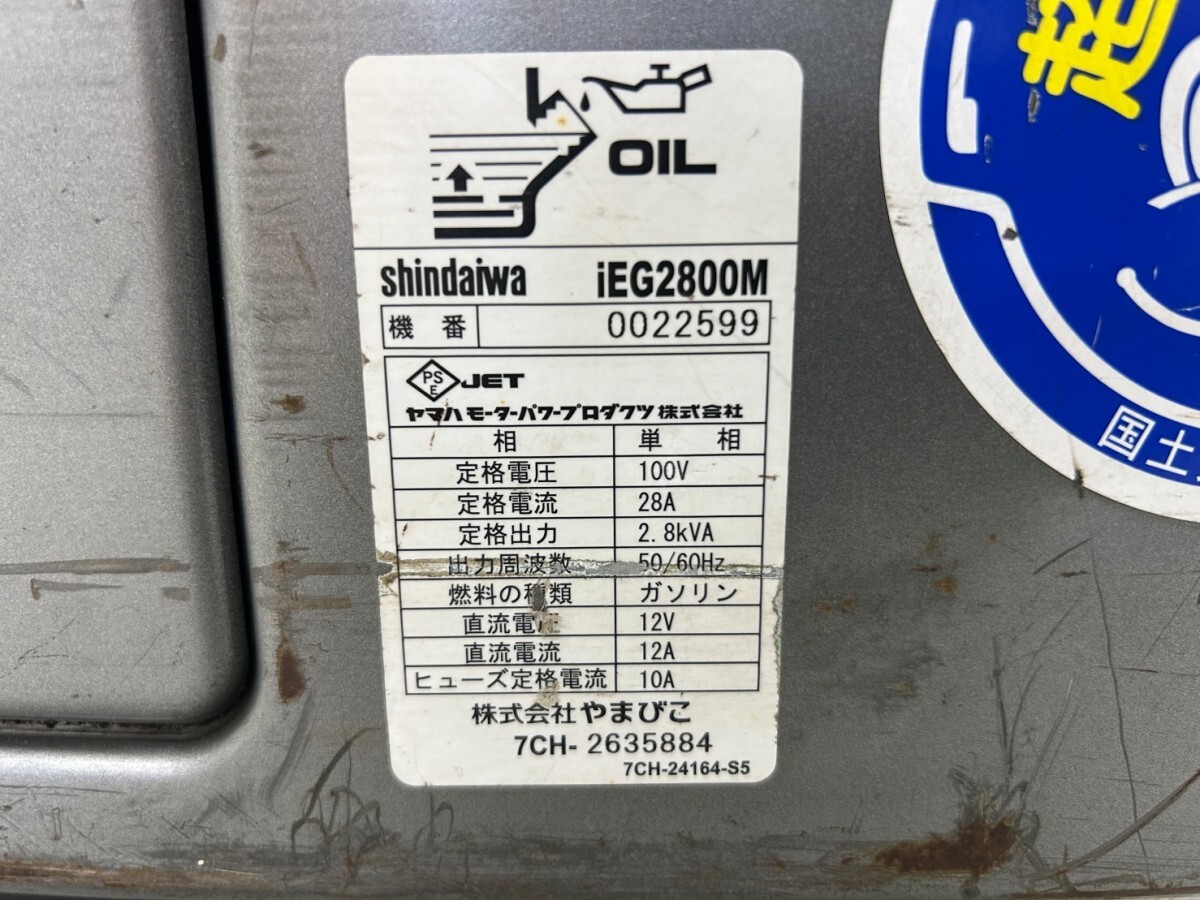 OIL
shindaiwa iEG2800M
機番 0022599
PS E JET
ヤマハ モーターパワープロダクツ 株式会社
相 単相
定格電圧 100V
定格電流 28A
定格出力 2.8kVA
出力周波数 50/60Hz
燃料の種類 ガソリン
直流電圧 12V
直流電流 12A
ヒューズ定格電流 10A
株式会社 やまびこ
7CH- 2635884
7CH-24164-S5
超
国土